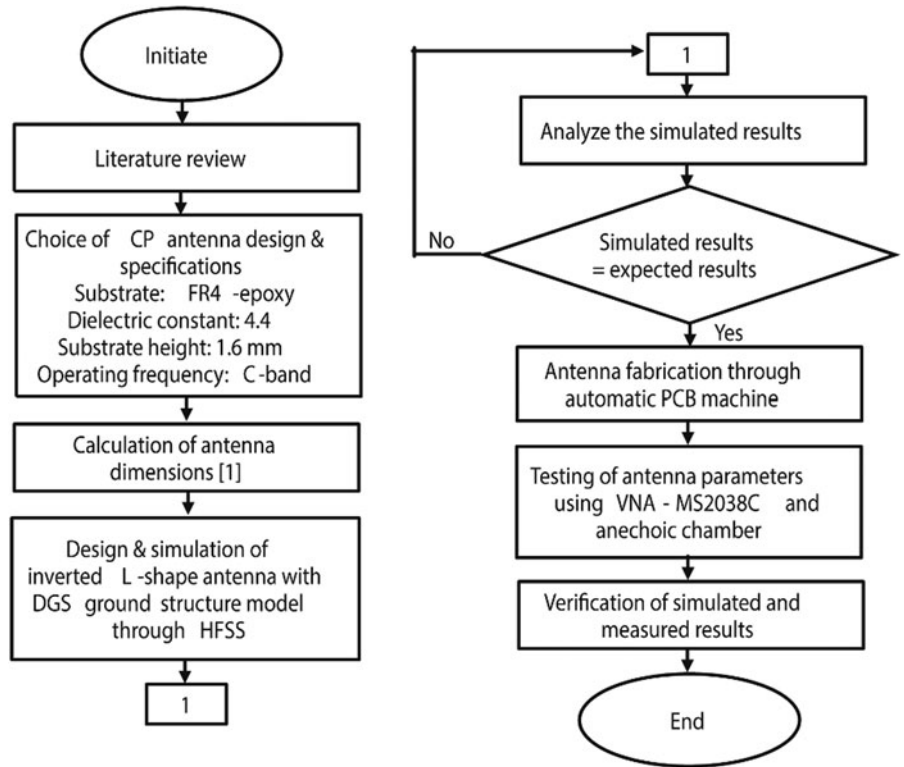 Initiate
Literature review
Choice of CP antenna design &
specifications
Substrate: FR4 -epoxy
Dielectric constant: 4.4
Substrate height: 1.6 mm
Operating frequency: C-band
Calculation of antenna
dimensions [1]
Design & simulation of
inverted L -shape antenna with
DGS ground structure model
through HFSS
1
1
Analyze the simulated results
Simulated results
= expected results
No
Yes
Antenna fabrication through
automatic PCB machine
Testing of antenna parameters
using VNA - MS2038C and
anechoic chamber
Verification of simulated and
measured results
End